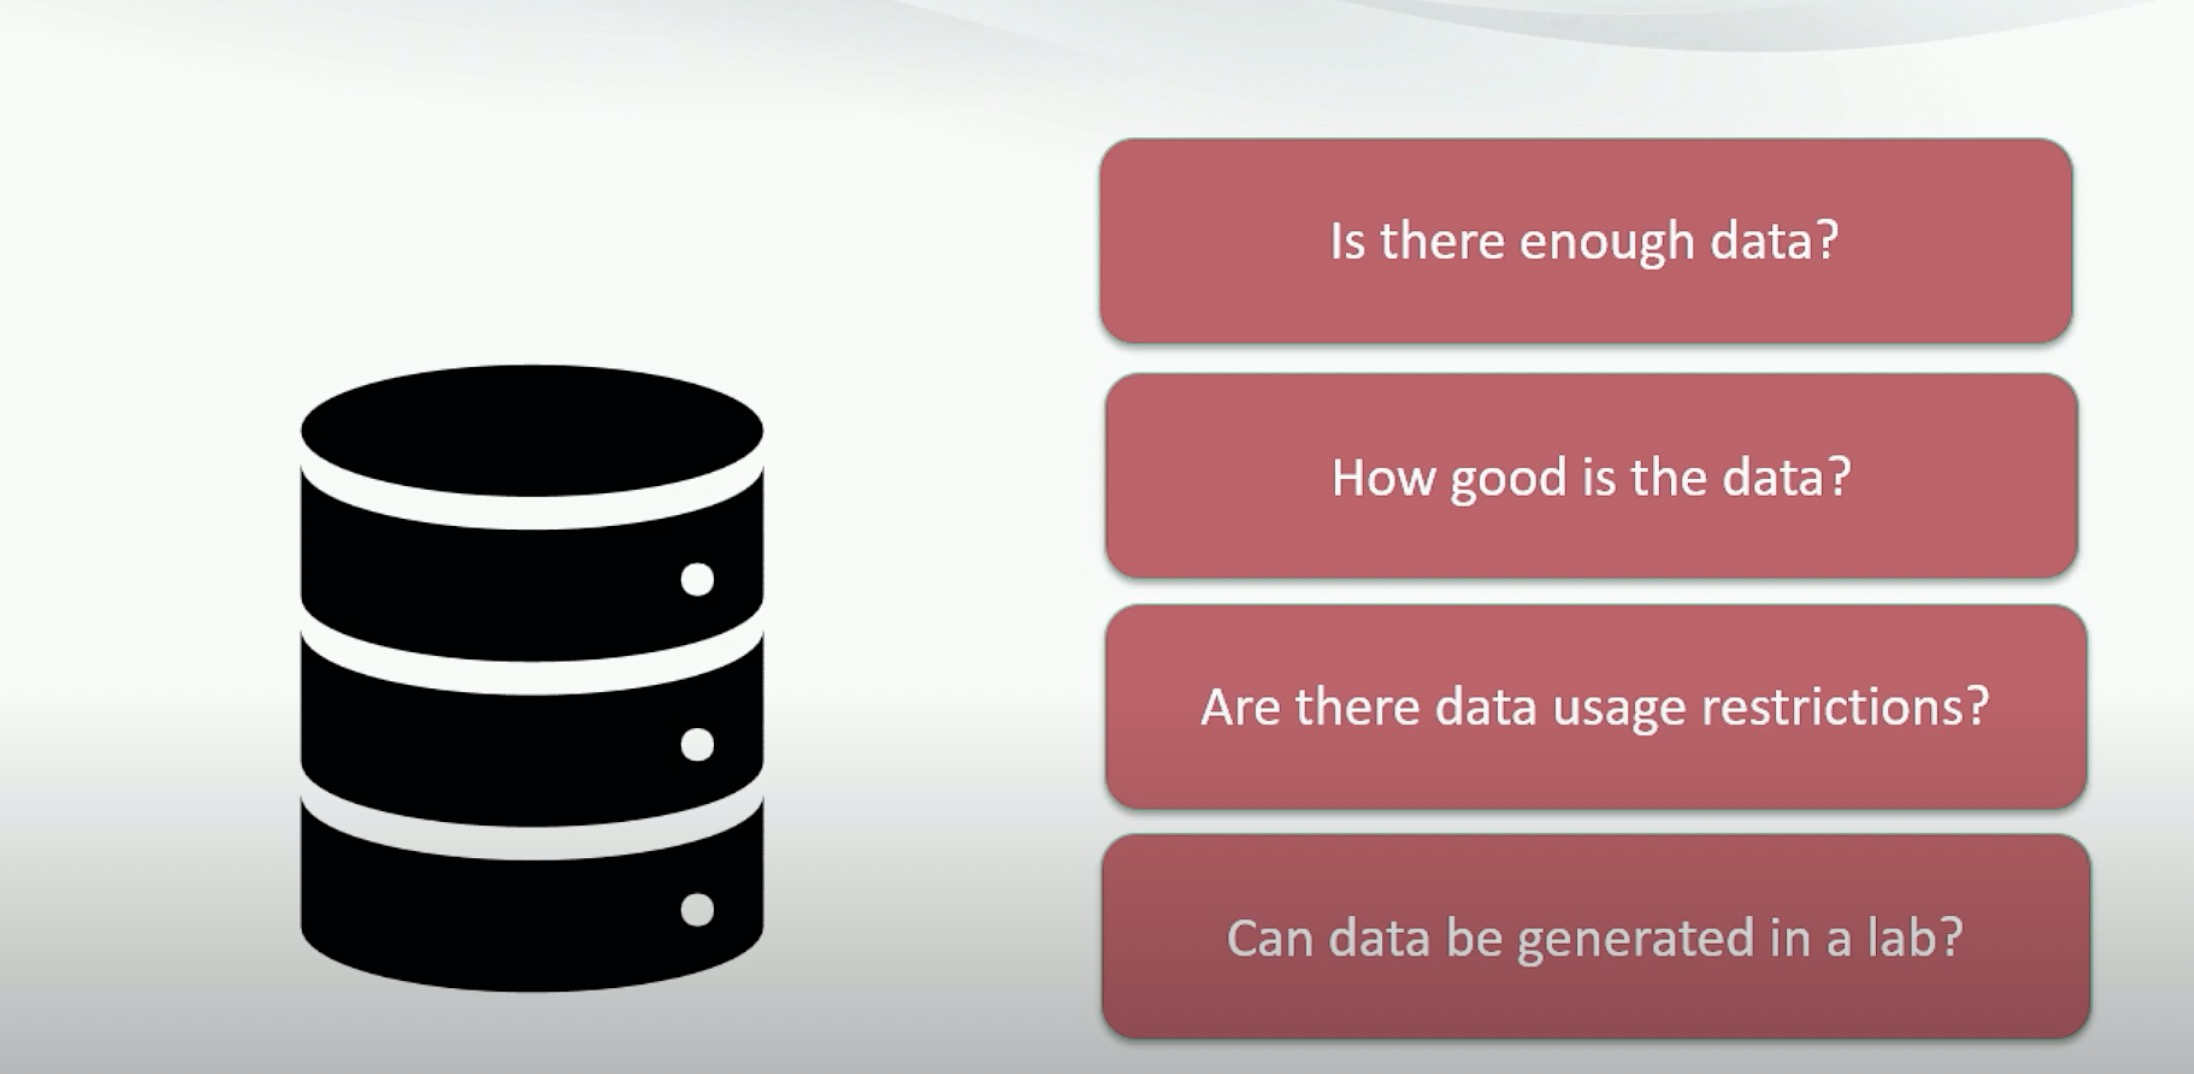 Is there enough data?
How good is the data?
Are there data usage restrictions?
Can data be generated in a lab?